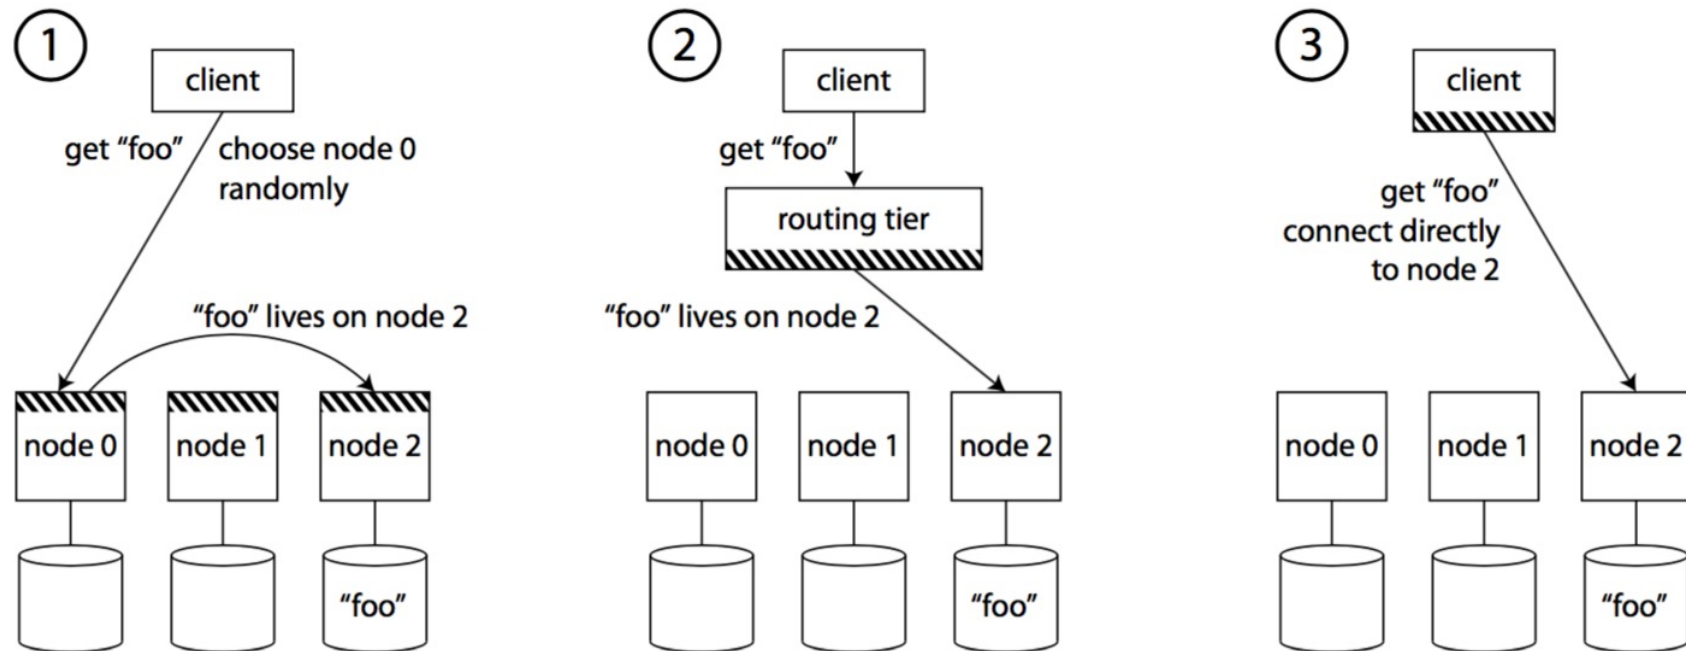 1
client
get “foo”
choose node 0
randomly
“foo” lives on node 2
node 0
node 1
node 2
“foo”
2
client
get “foo”
routing tier
“foo” lives on node 2
node 0
node 1
node 2
“foo”
3
client
get “foo”
connect directly
to node 2
node 0
node 1
node 2
“foo”